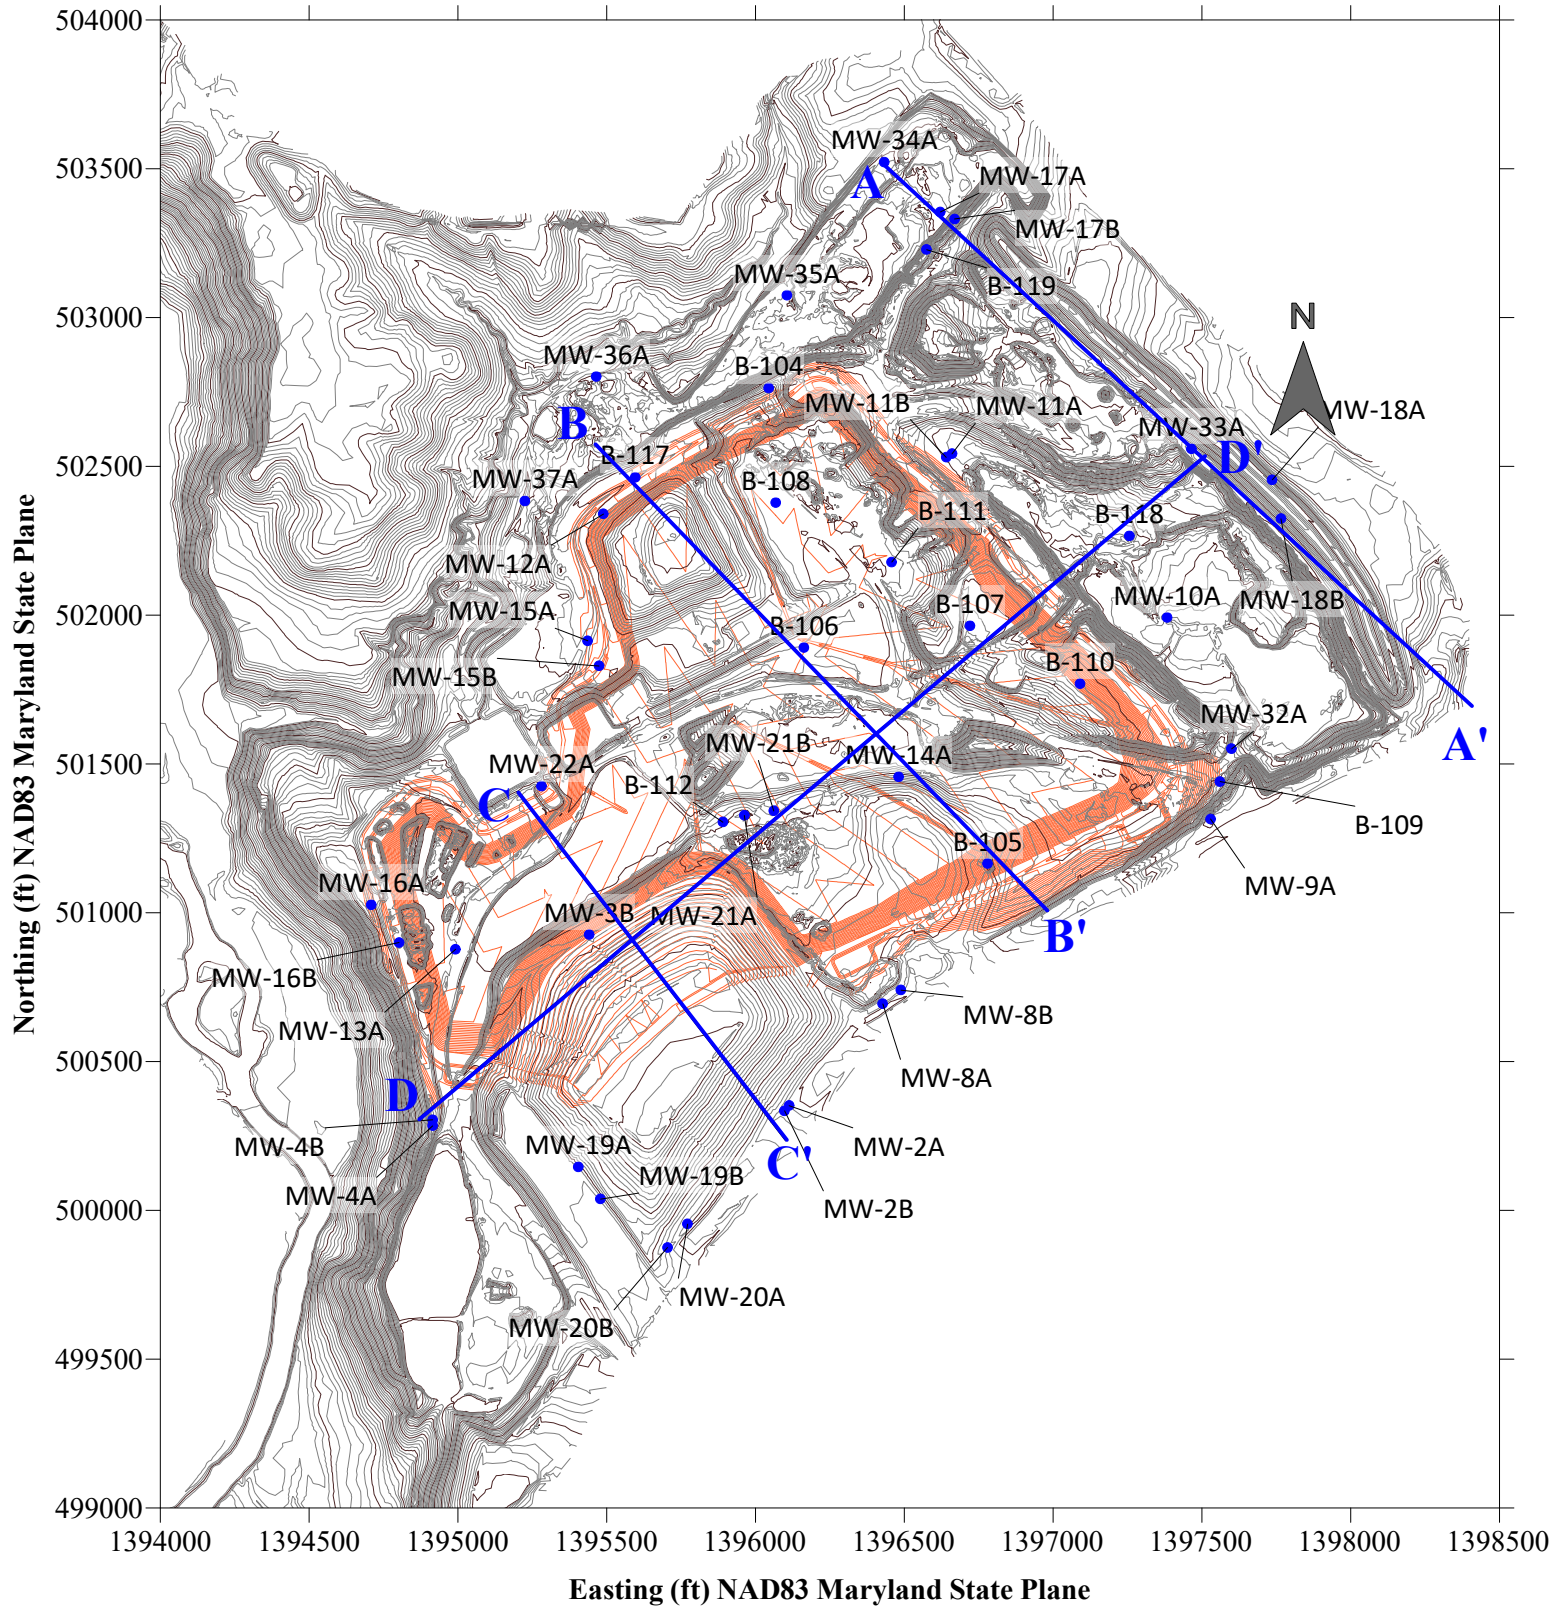 504000
MW-34A
503500
A
MW-17A
MW-17B
MW-35A
B-119
503000
N
MW-36A
B-104
MW-11B
MW-11A
MW-18A
B
MW-33A
B-117
D'
502500
MW-37A
B-108
B-111
B-118
MW-12A
MW-15A
B-107
MW-10A
MW-18B
502000
B-106
MW-15B
B-110
MW-32A
MW-21B
MW-14A
A'
501500
MW-22A
B-112
C
B-109
B-105
MW-16A
MW-9A
501000
MW-3B
MW-21A
B'
MW-16B
MW-8B
MW-13A
500500
MW-8A
D
MW-4B
MW-19A
MW-2A
C'
MW-19B
MW-4A
MW-2B
500000
MW-20A
MW-20B
499500
499000
1394000 1394500 1395000 1395500 1396000 1396500 1397000 1397500 1398000 1398500
Easting (ft) NAD83 Maryland State Plane
Northing (ft) NAD83 Maryland State Plane